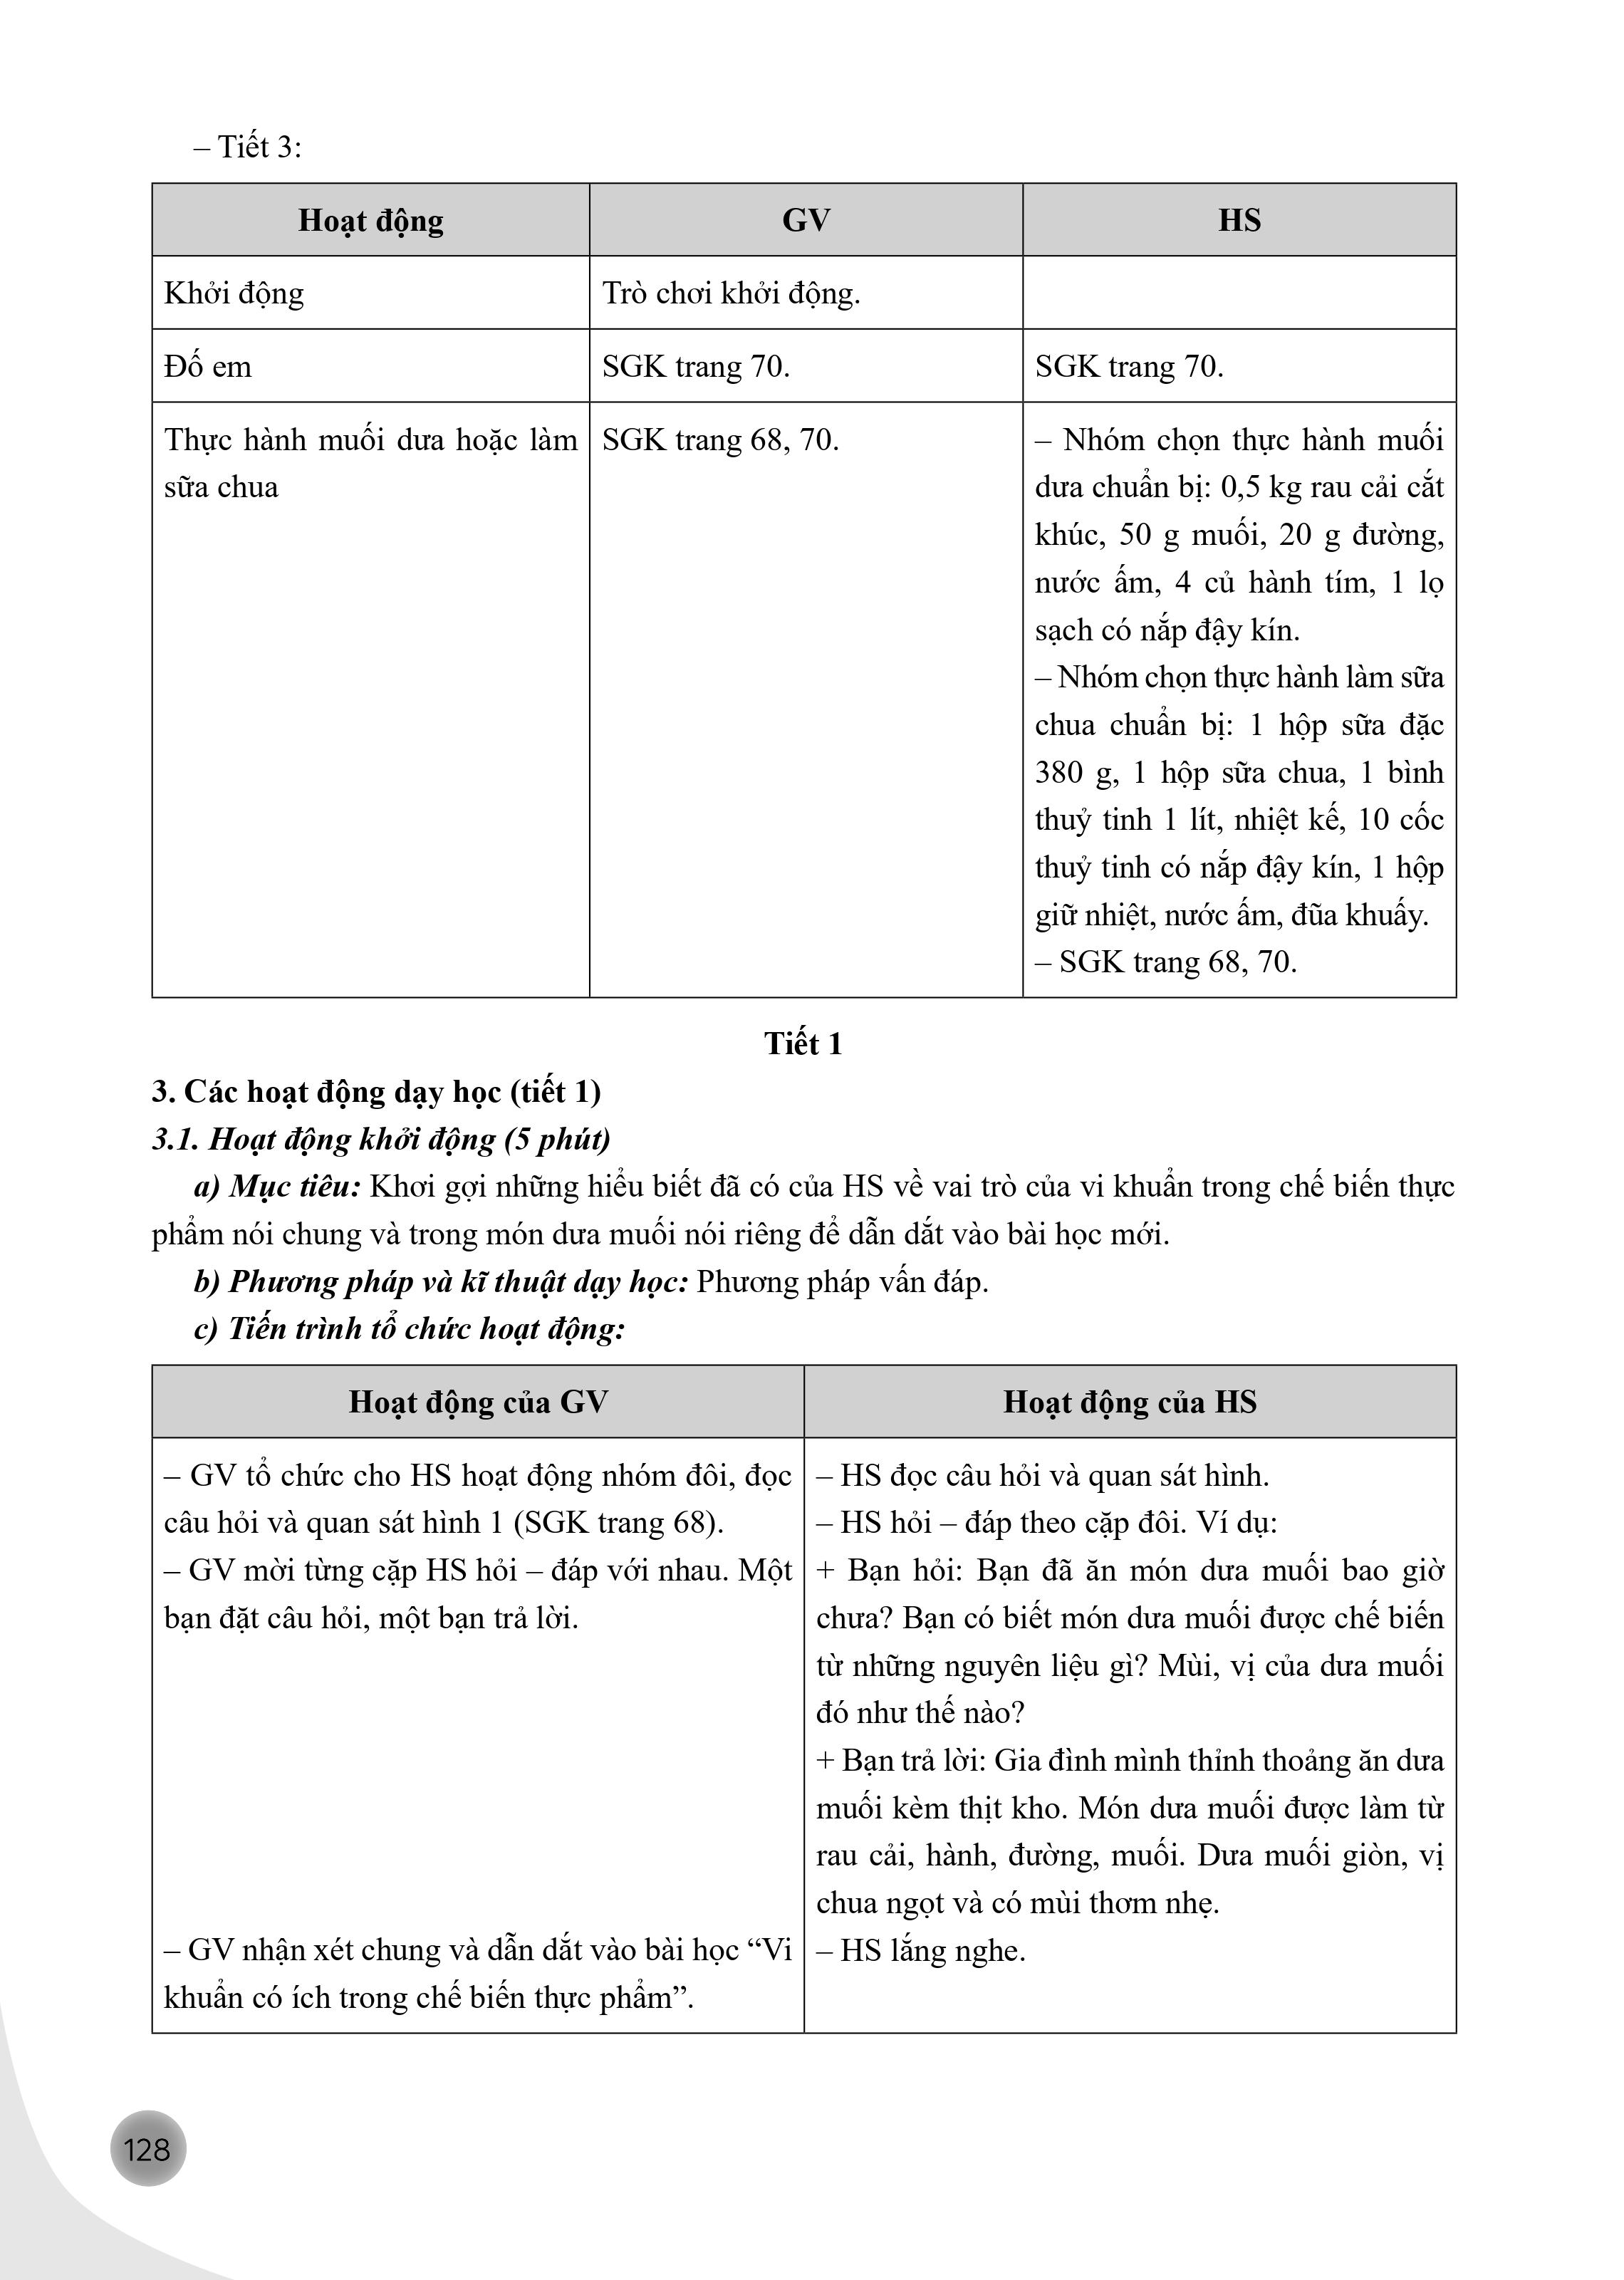 – Tiết 3:
Hoạt động
GV
HS
Khởi động
Trò chơi khởi động.
Đố em
SGK trang 70.
SGK trang 70.
Thực hành muối dưa hoặc làm
sữa chua
SGK trang 68, 70.
– Nhóm chọn thực hành muối
dưa chuẩn bị: 0,5 kg rau cải cắt
khúc, 50 g muối, 20 g đường,
nước ấm, 4 củ hành tím, 1 lọ
sạch có nắp đậy kín.
– Nhóm chọn thực hành làm sữa
chua chuẩn bị: 1 hộp sữa đặc
380 g, 1 hộp sữa chua, 1 bình
thuỷ tinh 1 lít, nhiệt kế, 10 cốc
thuỷ tinh có nắp đậy kín, 1 hộp
giữ nhiệt, nước ấm, đũa khuấy.
– SGK trang 68, 70.
Tiết 1
3. Các hoạt động dạy học (tiết 1)
3.1. Hoạt động khởi động (5 phút)
a) Mục tiêu: Khơi gợi những hiểu biết đã có của HS về vai trò của vi khuẩn trong chế biến thực
phẩm nói chung và trong món dưa muối nói riêng để dẫn dắt vào bài học mới.
b) Phương pháp và kĩ thuật dạy học: Phương pháp vấn đáp.
c) Tiến trình tổ chức hoạt động:
Hoạt động của GV
Hoạt động của HS
– GV tổ chức cho HS hoạt động nhóm đôi, đọc
câu hỏi và quan sát hình 1 (SGK trang 68).
– GV mời từng cặp HS hỏi – đáp với nhau. Một
bạn đặt câu hỏi, một bạn trả lời.
– GV nhận xét chung và dẫn dắt vào bài học “Vi
khuẩn có ích trong chế biến thực phẩm”.
– HS đọc câu hỏi và quan sát hình.
– HS hỏi – đáp theo cặp đôi. Ví dụ:
+ Bạn hỏi: Bạn đã ăn món dưa muối bao giờ
chưa? Bạn có biết món dưa muối được chế biến
từ những nguyên liệu gì? Mùi, vị của dưa muối
đó như thế nào?
+ Bạn trả lời: Gia đình mình thỉnh thoảng ăn dưa
muối kèm thịt kho. Món dưa muối được làm từ
rau cải, hành, đường, muối. Dưa muối giòn, vị
chua ngọt và có mùi thơm nhẹ.
– HS lắng nghe.
128